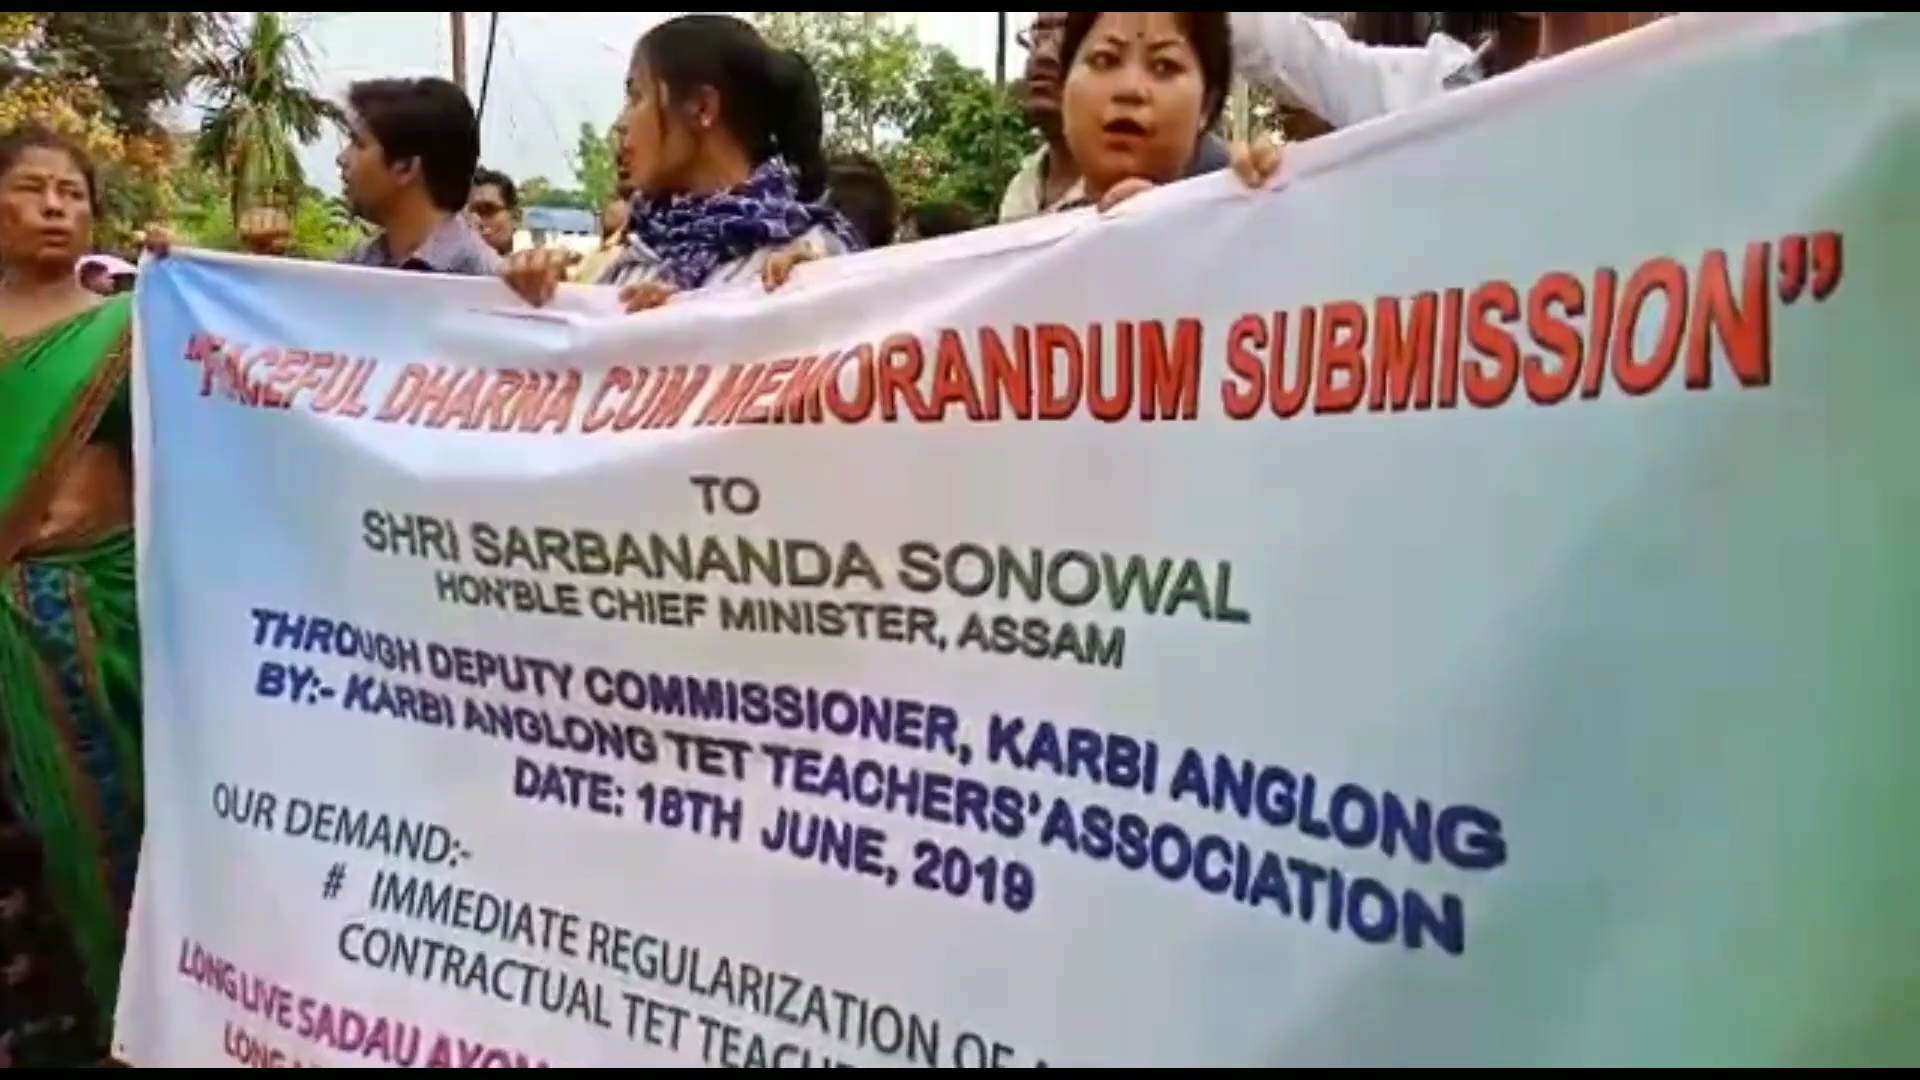 "PEACEFUL DHARNA CUM MEMORANDUM SUBMISSION"
TO
SHRI SARBANANDA SONOWAL
HON'BLE CHIEF MINISTER, ASSAM
THROUGH DEPUTY COMMISSIONER, KARBI ANGLONG
BY:- KARBI ANGLONG TET TEACHERS' ASSOCIATION
DATE: 18TH JUNE, 2019
OUR DEMAND:-
# IMMEDIATE REGULARIZATION OF
CONTRACTUAL TET
LONG LIVE SADAU
LONG